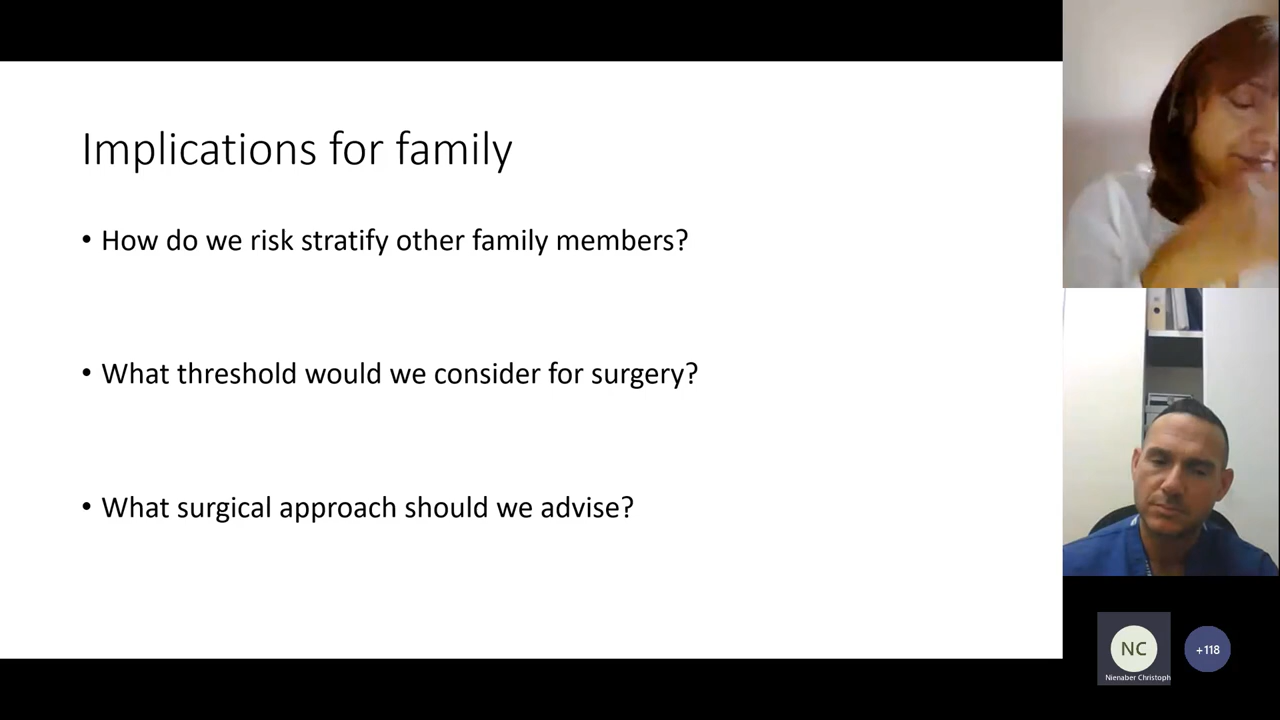 Implications for family
• How do we risk stratify other family members?
• What threshold would we consider for surgery?
• What surgical approach should we advise?
NC
Nienaber Christoph
+118